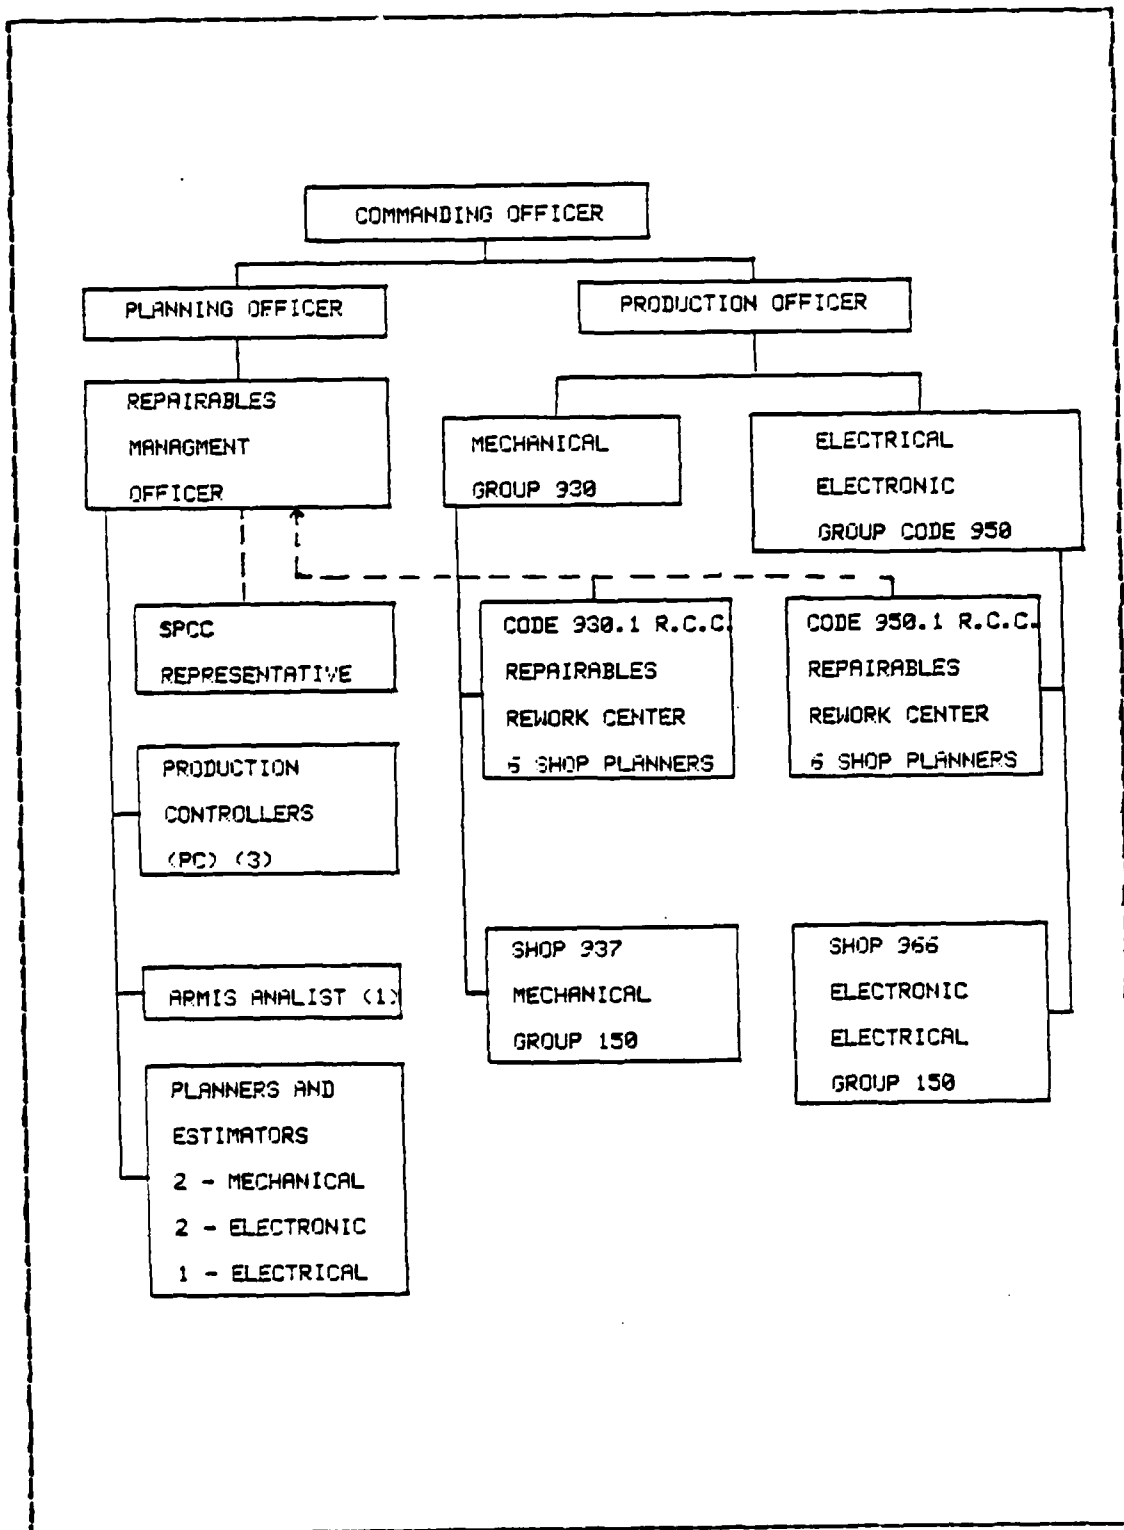 COMMANDING OFFICER
PLANNING OFFICER
PRODUCTION OFFICER
REPAIRABLES
MANAGMENT
OFFICER
MECHANICAL
GROUP 930
ELECTRICAL
ELECTRONIC
GROUP CODE 950
SPCC
REPRESENTATIVE
CODE 930.1 R.C.C.
REPAIRABLES
REWORK CENTER
6 SHOP PLANNERS
CODE 950.1 R.C.C.
REPAIRABLES
REWORK CENTER
6 SHOP PLANNERS
PRODUCTION
CONTROLLERS
(PC) (3)
SHOP 937
MECHANICAL
GROUP 150
SHOP 966
ELECTRONIC
ELECTRICAL
GROUP 150
ARMIS ANALIST (1)
PLANNERS AND
ESTIMATORS
2 - MECHANICAL
2 - ELECTRONIC
1 - ELECTRICAL